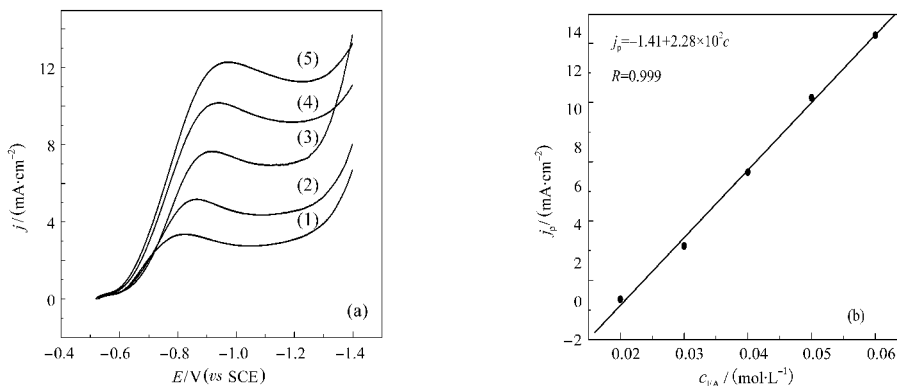 12
8
4
0
j/(mA·cm⁻²)
(5)
(4)
(3)
(2)
(1)
(a)
−0.4 −0.6 −0.8 −1.0 −1.2 −1.4
E/V(vs SCE)
14
12
10
8
6
4
2
0
−2
jₚ/(mA·cm⁻²)
jₚ=−1.41+2.28×10²c
R=0.999
(b)
0.02 0.03 0.04 0.05 0.06
/(mol·L⁻¹)